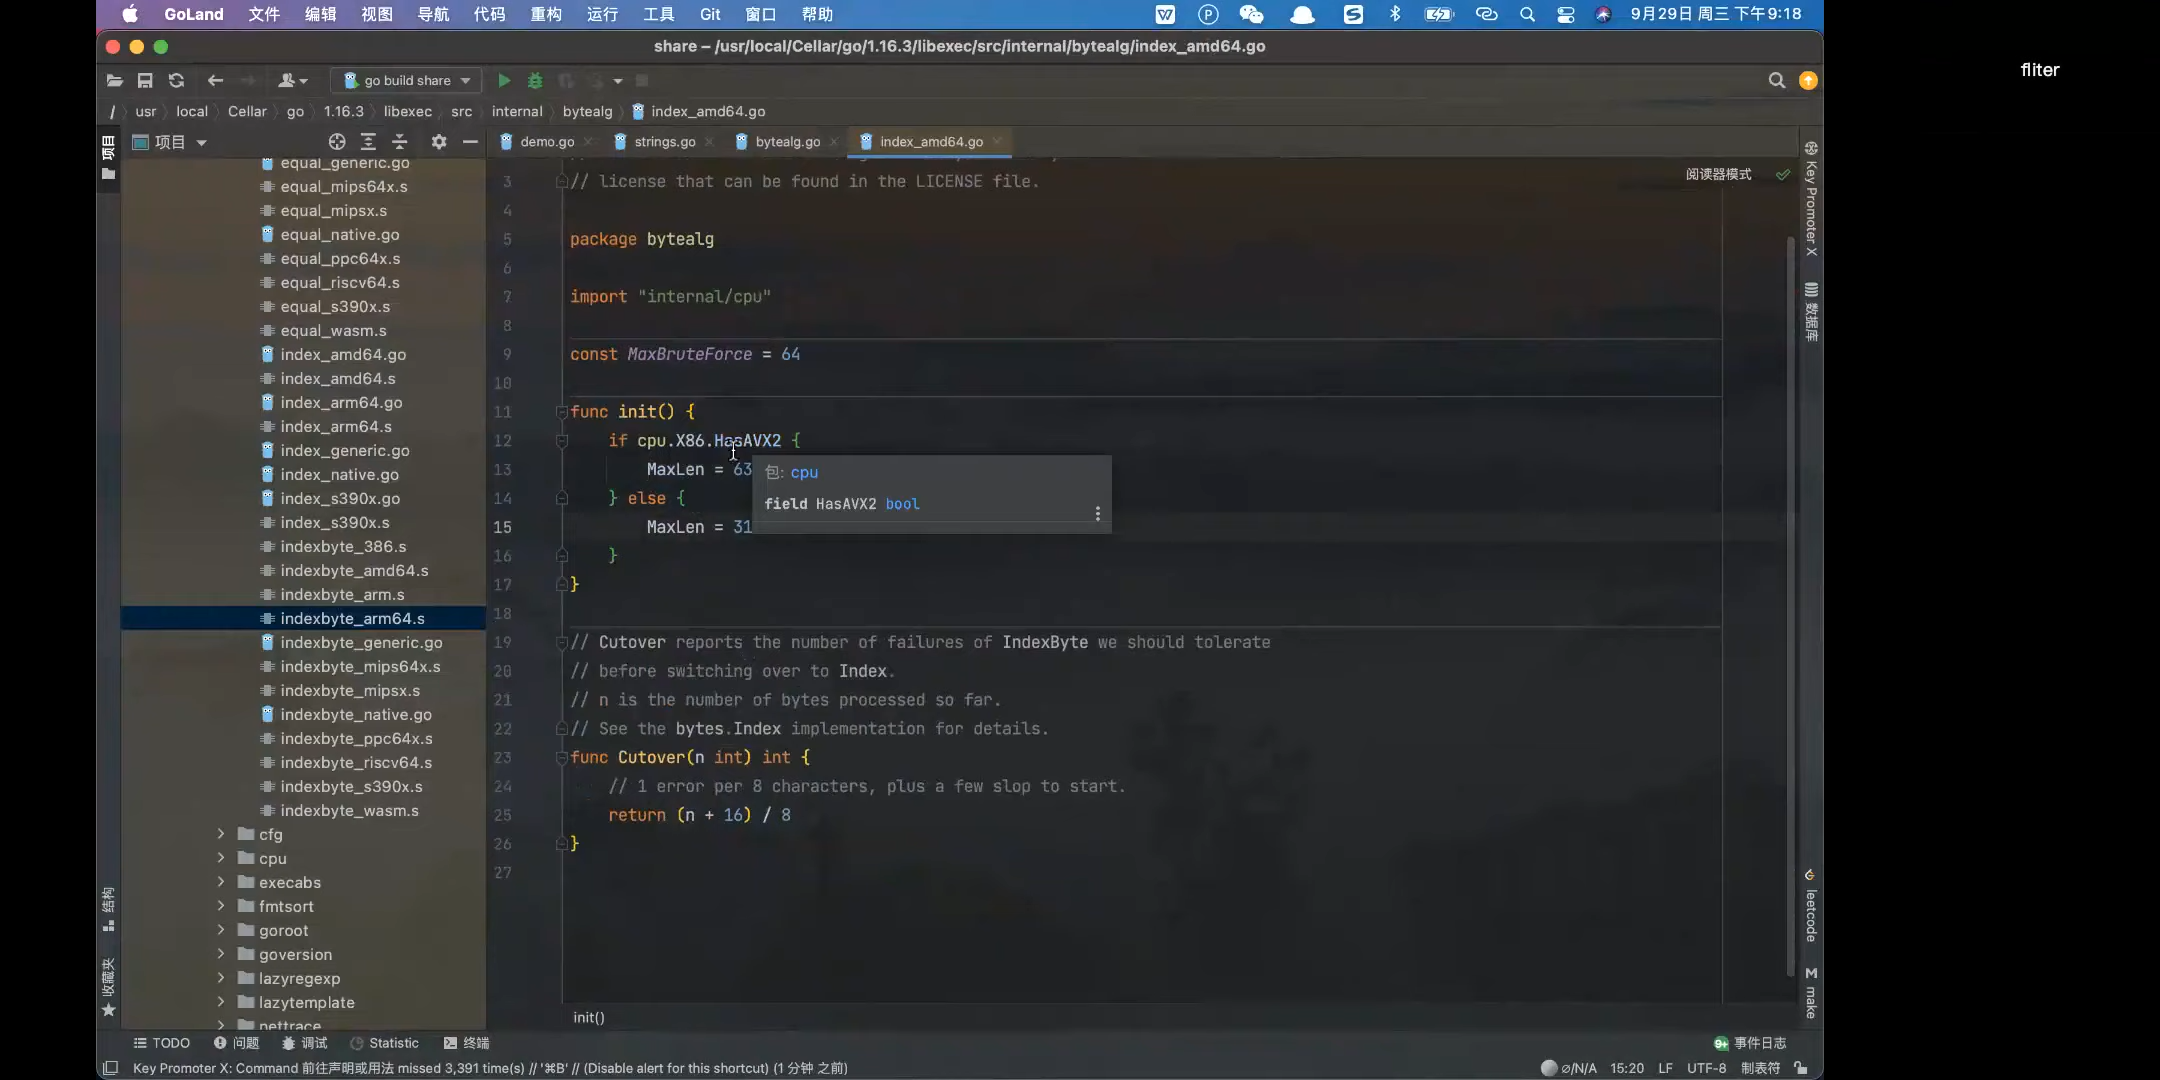 GoLand 文件 编辑 视图 导航 代码 重构 运行 工具 Git 窗口 帮助 9月29日 周三 下午9:18
share – /usr/local/Cellar/go/1.16.3/libexec/src/internal/bytealg/index_amd64.go
fliter
go build share
/ usr local Cellar go 1.16.3 libexec src internal bytealg index_amd64.go
项目
项目
demo.go strings.go bytealg.go index_amd64.go
equal_generic.go
equal_mips64x.s
equal_mipsx.s
equal_native.go
equal_ppc64x.s
equal_riscv64.s
equal_s390x.s
equal_wasm.s
index_amd64.go
index_amd64.s
index_arm64.go
index_arm64.s
index_generic.go
index_native.go
index_s390x.go
index_s390x.s
indexbyte_386.s
indexbyte_amd64.s
indexbyte_arm.s
indexbyte_arm64.s
indexbyte_generic.go
indexbyte_mips64x.s
indexbyte_mipsx.s
indexbyte_native.go
indexbyte_ppc64x.s
indexbyte_riscv64.s
indexbyte_s390x.s
indexbyte_wasm.s
cfg
cpu
execabs
fmtsort
goroot
goversion
lazyregexp
lazytemplate
nettrace
结构
收藏夹
阅读器模式
3 // license that can be found in the LICENSE file.
4
5 package bytealg
6
7 import "internal/cpu"
8
9 const MaxBruteForce = 64
10
11 func init() {
12 if cpu.X86.HasAVX2 {
13 MaxLen = 63
14 } else {
15 MaxLen = 31
16 }
17 }
18
19 // Cutover reports the number of failures of IndexByte we should tolerate
20 // before switching over to Index.
21 // n is the number of bytes processed so far.
22 // See the bytes.Index implementation for details.
23 func Cutover(n int) int {
24 // 1 error per 8 characters, plus a few slop to start.
25 return (n + 16) / 8
26 }
27
包: cpu
field HasAVX2 bool
init()
Key Promoter X
数据库
leetcode
make
TODO 问题 调试 Statistic 终端 9+ 事件日志
Key Promoter X: Command 前往声明或用法 missed 3,391 time(s) // '⌘B' // (Disable alert for this shortcut) (1 分钟 之前) ⌀/N/A 15:20 LF UTF-8 制表符